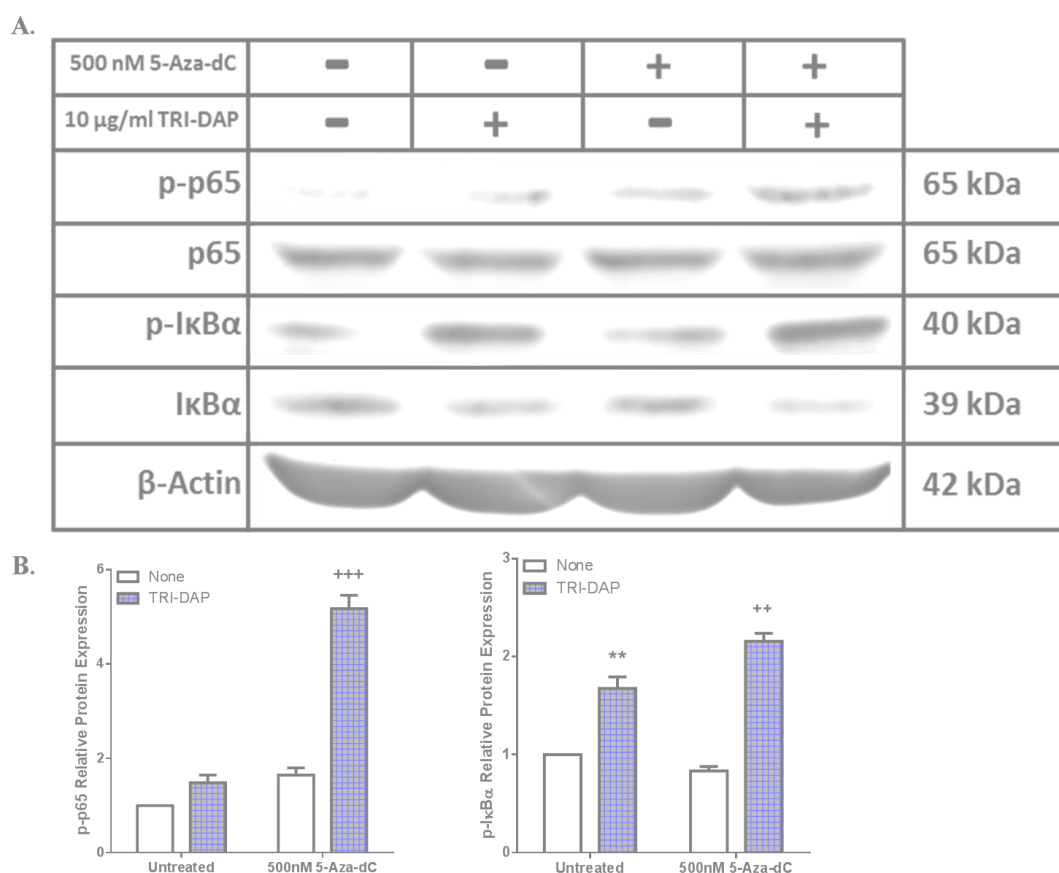 A.
500 nM 5-Aza-dC - - + +
10 µg/ml TRI-DAP - + - +
p-p65 65 kDa
p65 65 kDa
p-IκBα 40 kDa
IκBα 39 kDa
β-Actin 42 kDa
B.
p-p65 Relative Protein Expression
6
4
2
0
None
TRI-DAP
+++
Untreated 500nM 5-Aza-dC
p-IκBα Relative Protein Expression
3
2
1
0
None
TRI-DAP
**
++
Untreated 500nM 5-Aza-dC